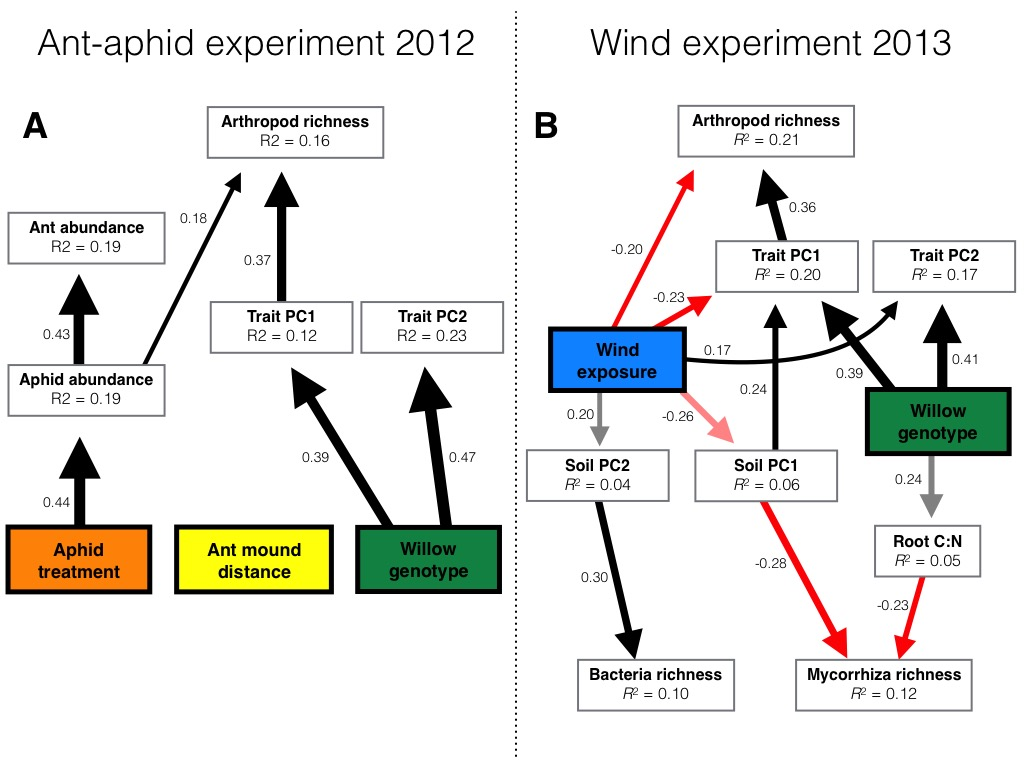 Ant-aphid experiment 2012
A
Arthropod richness
R2 = 0.16
0.18
Ant abundance
R2 = 0.19
0.37
Trait PC1
R2 = 0.12
Trait PC2
R2 = 0.23
0.43
Aphid abundance
R2 = 0.19
0.39
0.47
0.44
Aphid
treatment
Ant mound
distance
Willow
genotype
Wind experiment 2013
B
Arthropod richness
R² = 0.21
0.36
-0.20
Trait PC1
R² = 0.20
Trait PC2
R² = 0.17
-0.23
Wind
exposure
0.17
0.41
0.39
0.24
0.20
-0.26
Willow
genotype
Soil PC2
R² = 0.04
Soil PC1
R² = 0.06
0.24
Root C:N
R² = 0.05
0.30
-0.28
-0.23
Bacteria richness
R² = 0.10
Mycorrhiza richness
R² = 0.12